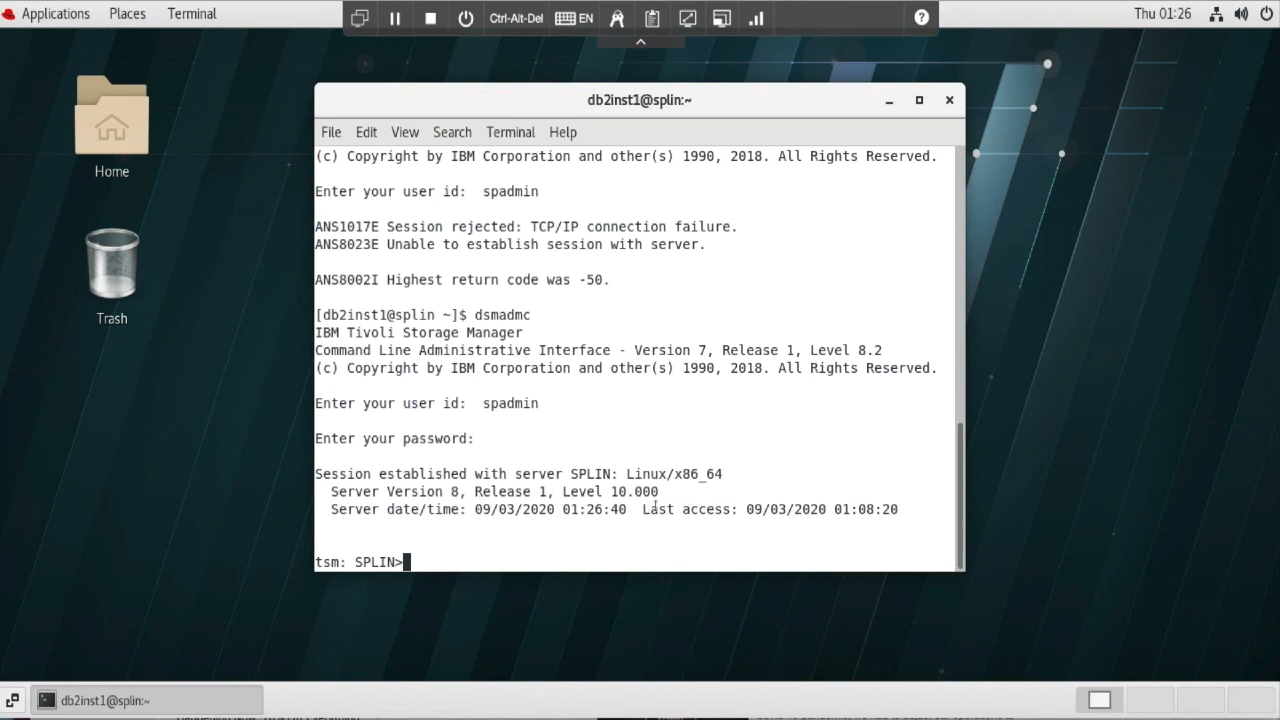 Applications Places Terminal
Ctrl-Alt-Del EN
Thu 01:26
Home
Trash
db2inst1@splin:~
File Edit View Search Terminal Help
(c) Copyright by IBM Corporation and other(s) 1990, 2018. All Rights Reserved.
Enter your user id: spadmin
ANS1017E Session rejected: TCP/IP connection failure.
ANS8023E Unable to establish session with server.
ANS8002I Highest return code was -50.
[db2inst1@splin ~]$ dsmadmc
IBM Tivoli Storage Manager
Command Line Administrative Interface - Version 7, Release 1, Level 8.2
(c) Copyright by IBM Corporation and other(s) 1990, 2018. All Rights Reserved.
Enter your user id: spadmin
Enter your password:
Session established with server SPLIN: Linux/x86_64
Server Version 8, Release 1, Level 10.000
Server date/time: 09/03/2020 01:26:40 Last access: 09/03/2020 01:08:20
tsm: SPLIN>
db2inst1@splin:~